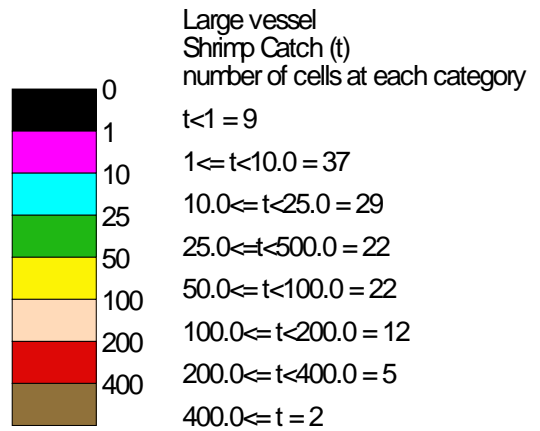 Large vessel
Shrimp Catch (t)
number of cells at each category
0
t<1 = 9
1
1<= t<10.0 = 37
10
10.0<= t<25.0 = 29
25
25.0<=t<500.0 = 22
50
50.0<= t<100.0 = 22
100
100.0<= t<200.0 = 12
200
200.0<= t<400.0 = 5
400
400.0<= t = 2